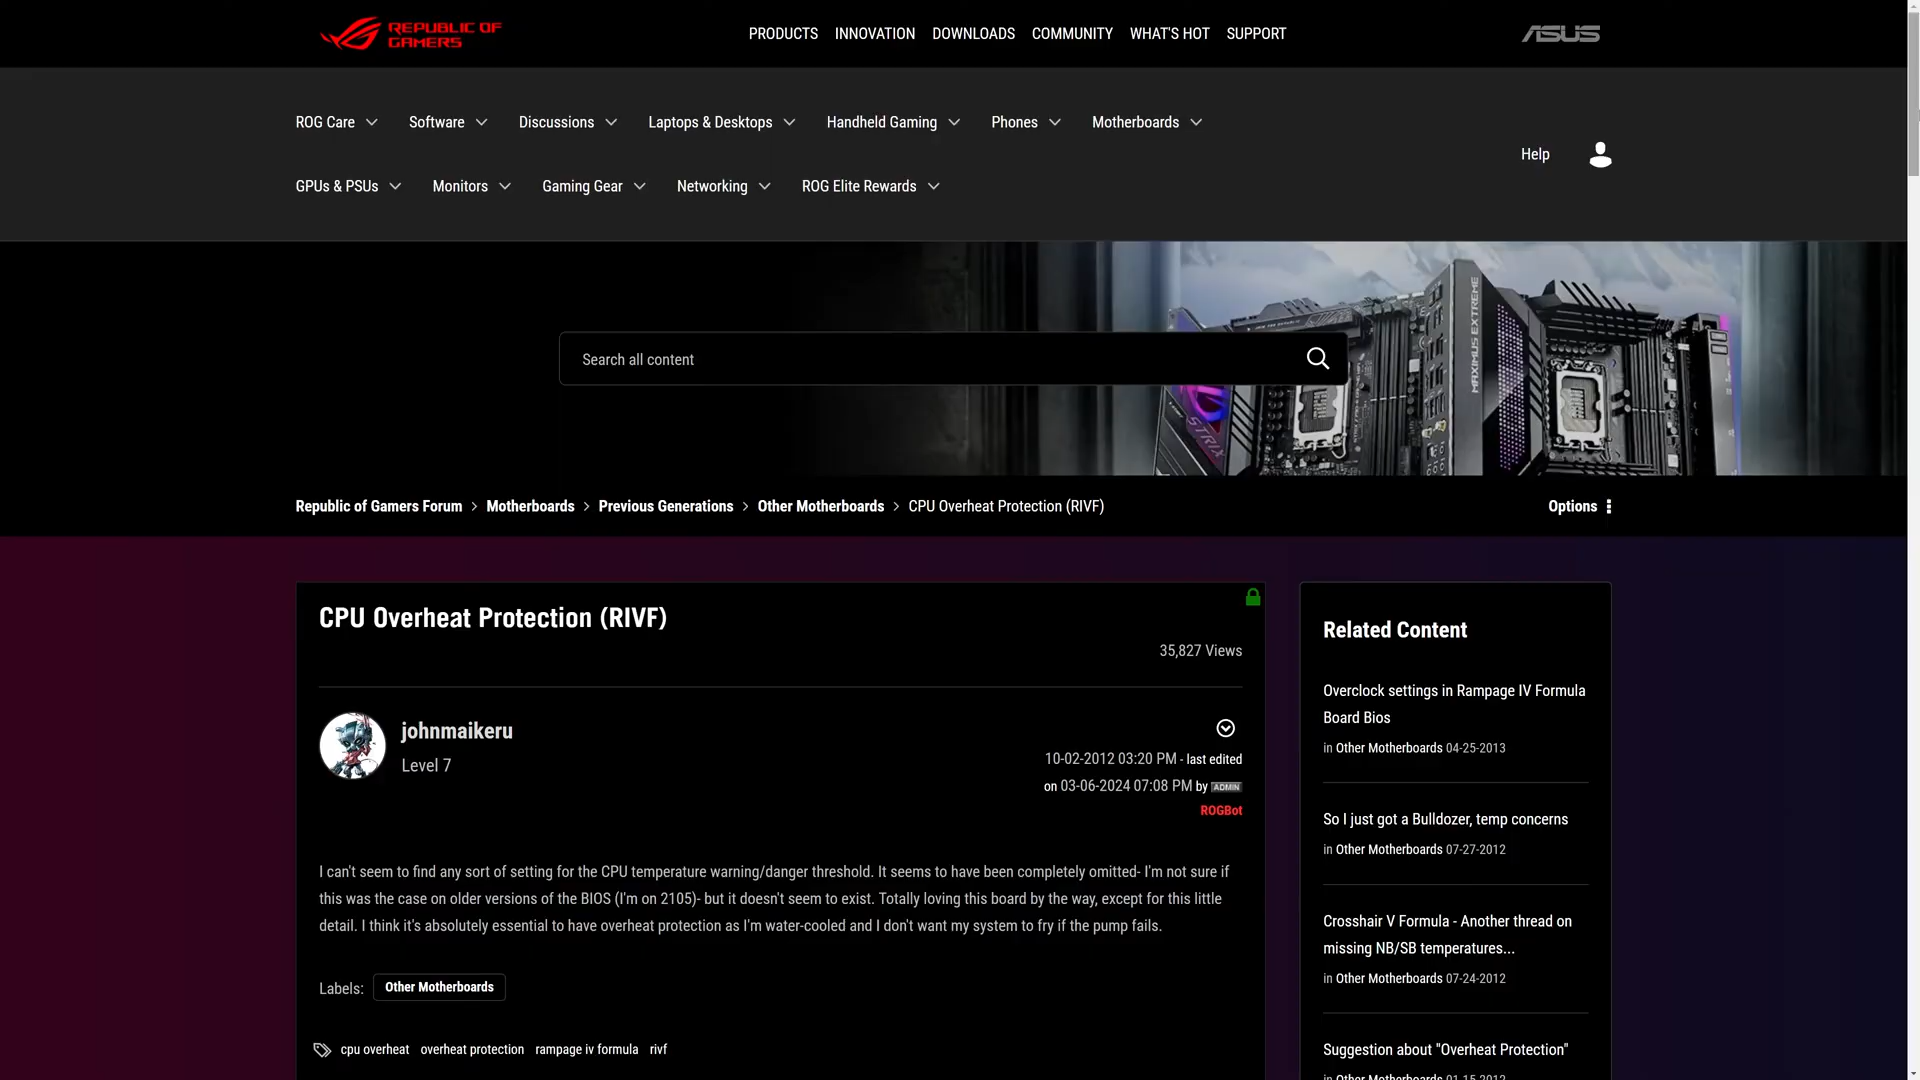 REPUBLIC OF
GAMERS
PRODUCTS INNOVATION DOWNLOADS COMMUNITY WHAT'S HOT SUPPORT
ASUS
ROG Care Software Discussions Laptops & Desktops Handheld Gaming Phones Motherboards
Help
GPUs & PSUs Monitors Gaming Gear Networking ROG Elite Rewards
Search all content
MAXIMUS EXTREME
STRIX
Republic of Gamers Forum Motherboards Previous Generations Other Motherboards CPU Overheat Protection (RIVF)
Options
CPU Overheat Protection (RIVF)
35,827 Views
johnmaikeru
Level 7
10-02-2012 03:20 PM - last edited
on 03-06-2024 07:08 PM by ADMIN
ROGBot
I can't seem to find any sort of setting for the CPU temperature warning/danger threshold. It seems to have been completely omitted- I'm not sure if
this was the case on older versions of the BIOS (I'm on 2105)- but it doesn't seem to exist. Totally loving this board by the way, except for this little
detail. I think it's absolutely essential to have overheat protection as I'm water-cooled and I don't want my system to fry if the pump fails.
Labels: Other Motherboards
cpu overheat overheat protection rampage iv formula rivf
Related Content
Overclock settings in Rampage IV Formula
Board Bios
in Other Motherboards 04-25-2013
So I just got a Bulldozer, temp concerns
in Other Motherboards 07-27-2012
Crosshair V Formula - Another thread on
missing NB/SB temperatures...
in Other Motherboards 07-24-2012
Suggestion about "Overheat Protection"
in Other Motherboards 01-15-2012